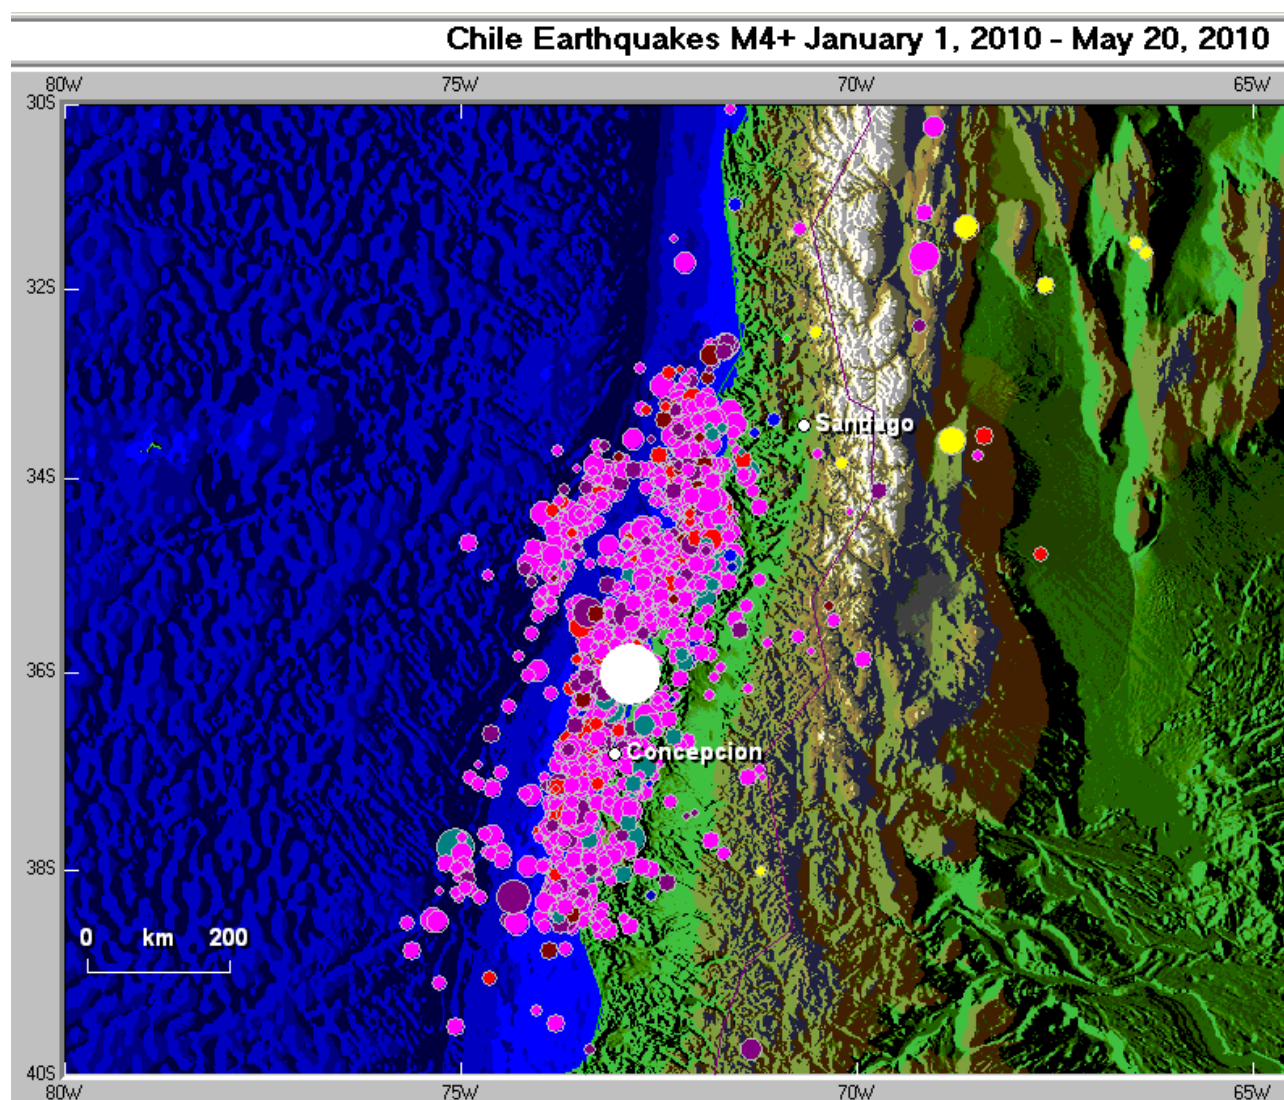 Chile Earthquakes M4+ January 1, 2010 - May 20, 2010
80W 75W 70W 65W
30S
32S
Santiago
34S
36S
Concepcion
38S
0 km 200
40S
80W 75W 70W 65W